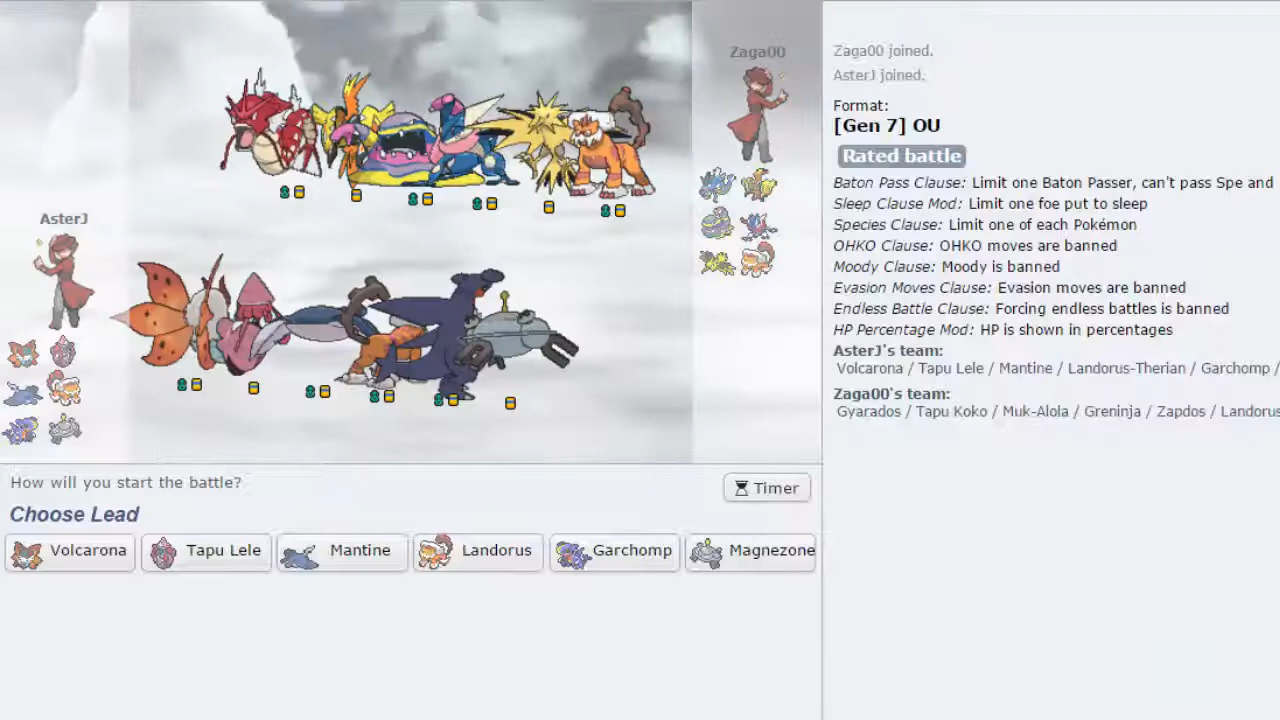 Zaga00
AsterJ
How will you start the battle?
Timer
Choose Lead
Volcarona
Tapu Lele
Mantine
Landorus
Garchomp
Magnezone
Zaga00 joined.
AsterJ joined.
Format:
[Gen 7] OU
Rated battle
Baton Pass Clause: Limit one Baton Passer, can't pass Spe and
Sleep Clause Mod: Limit one foe put to sleep
Species Clause: Limit one of each Pokémon
OHKO Clause: OHKO moves are banned
Moody Clause: Moody is banned
Evasion Moves Clause: Evasion moves are banned
Endless Battle Clause: Forcing endless battles is banned
HP Percentage Mod: HP is shown in percentages
AsterJ's team:
Volcarona / Tapu Lele / Mantine / Landorus-Therian / Garchomp /
Zaga00's team:
Gyarados / Tapu Koko / Muk-Alola / Greninja / Zapdos / Landorus